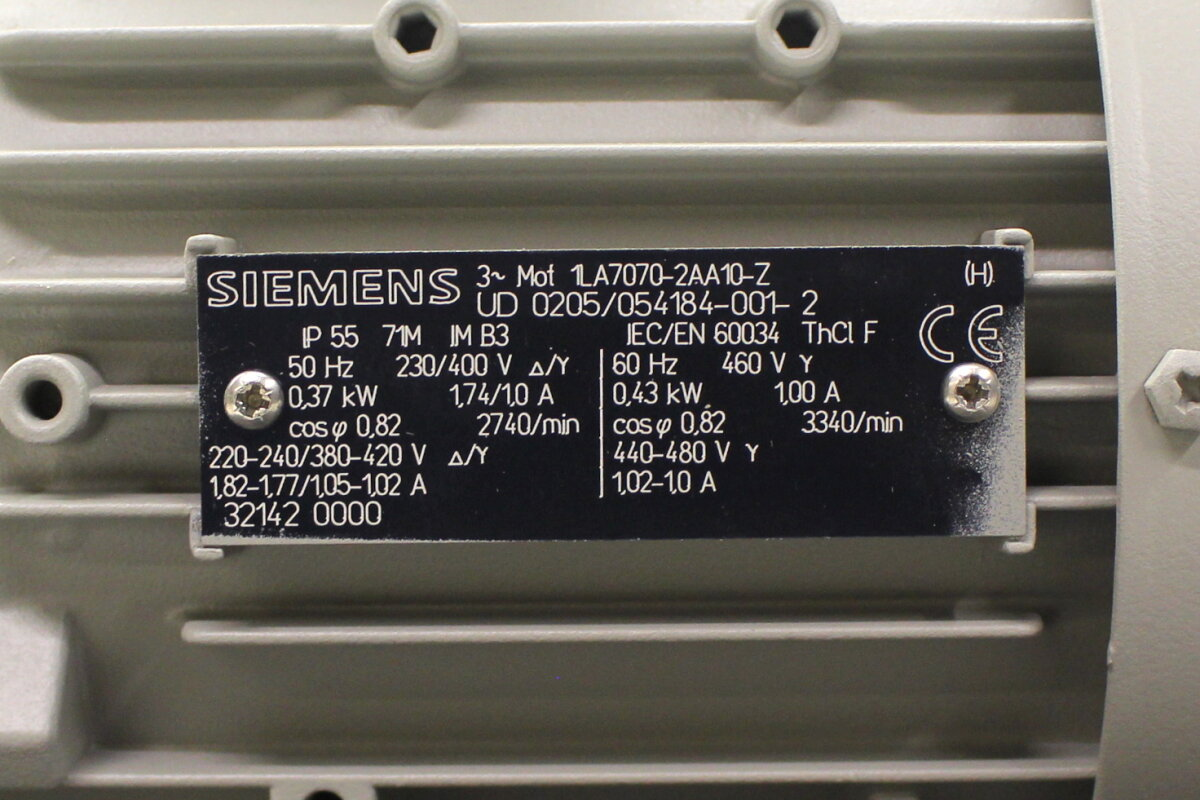 SIEMENS 3~ Mot 1LA7070-2AA10-Z (H)
UD 0205/054184-001- 2
IP 55 71M IM B3 IEC/EN 60034 ThCl F CE
50 Hz 230/400 V Δ/Y 60 Hz 460 V Y
0,37 kW 1,74/1,0 A 0,43 kW 1,00 A
cos φ 0,82 2740/min cos φ 0,82 3340/min
220-240/380-420 V Δ/Y 440-480 V Y
1,82-1,77/1,05-1,02 A 1,02-1,0 A
32142 0000